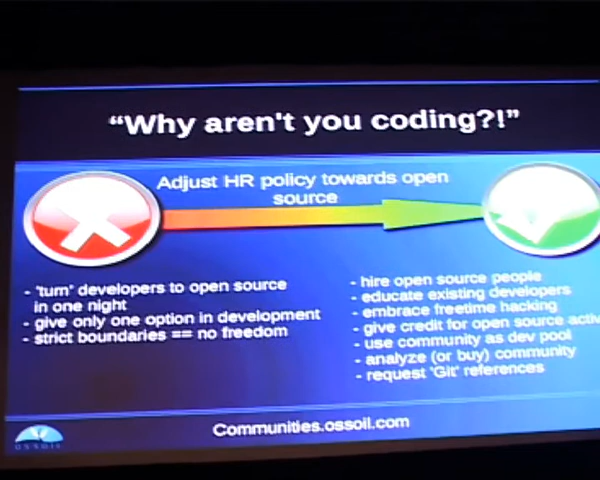 “Why aren't you coding?!”
Adjust HR policy towards open
source
- 'turn' developers to open source
in one night
- give only one option in development
- strict boundaries == no freedom
- hire open source people
- educate existing developers
- embrace freetime hacking
- give credit for open source activ
- use community as dev pool
- analyze (or buy) community
- request 'Git' references
OSSOIL
Communities.ossoil.com